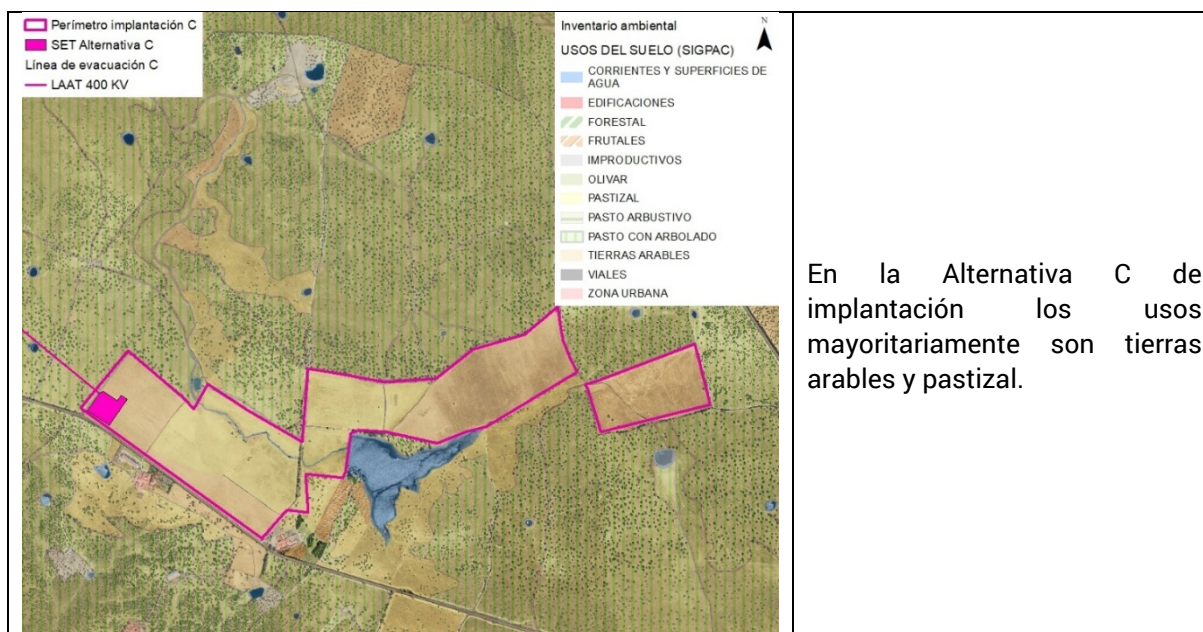 Perímetro implantación C
SET Alternativa C
Línea de evacuación C
LAAT 400 KV
Inventario ambiental
N
USOS DEL SUELO (SIGPAC)
CORRIENTES Y SUPERFICIES DE
AGUA
EDIFICACIONES
FORESTAL
FRUTALES
IMPRODUCTIVOS
OLIVAR
PASTIZAL
PASTO ARBUSTIVO
PASTO CON ARBOLADO
TIERRAS ARABLES
VIALES
ZONA URBANA
En la Alternativa C de
implantación los usos
mayoritariamente son tierras
arables y pastizal.